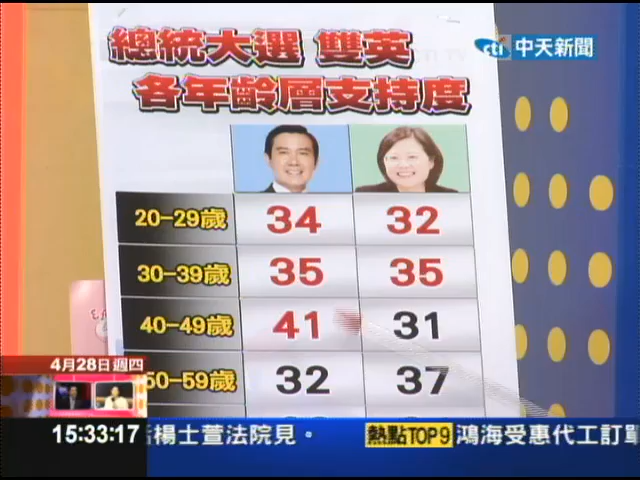 總統大選 雙英
各年齡層支持度
cti 中天新聞
20-29歲 34 32
30-39歲 35 35
40-49歲 41 31
50-59歲 32 37
4月28日週四
15:33:17 楊士萱法院見。 熱點TOP9 鴻海受惠代工訂單